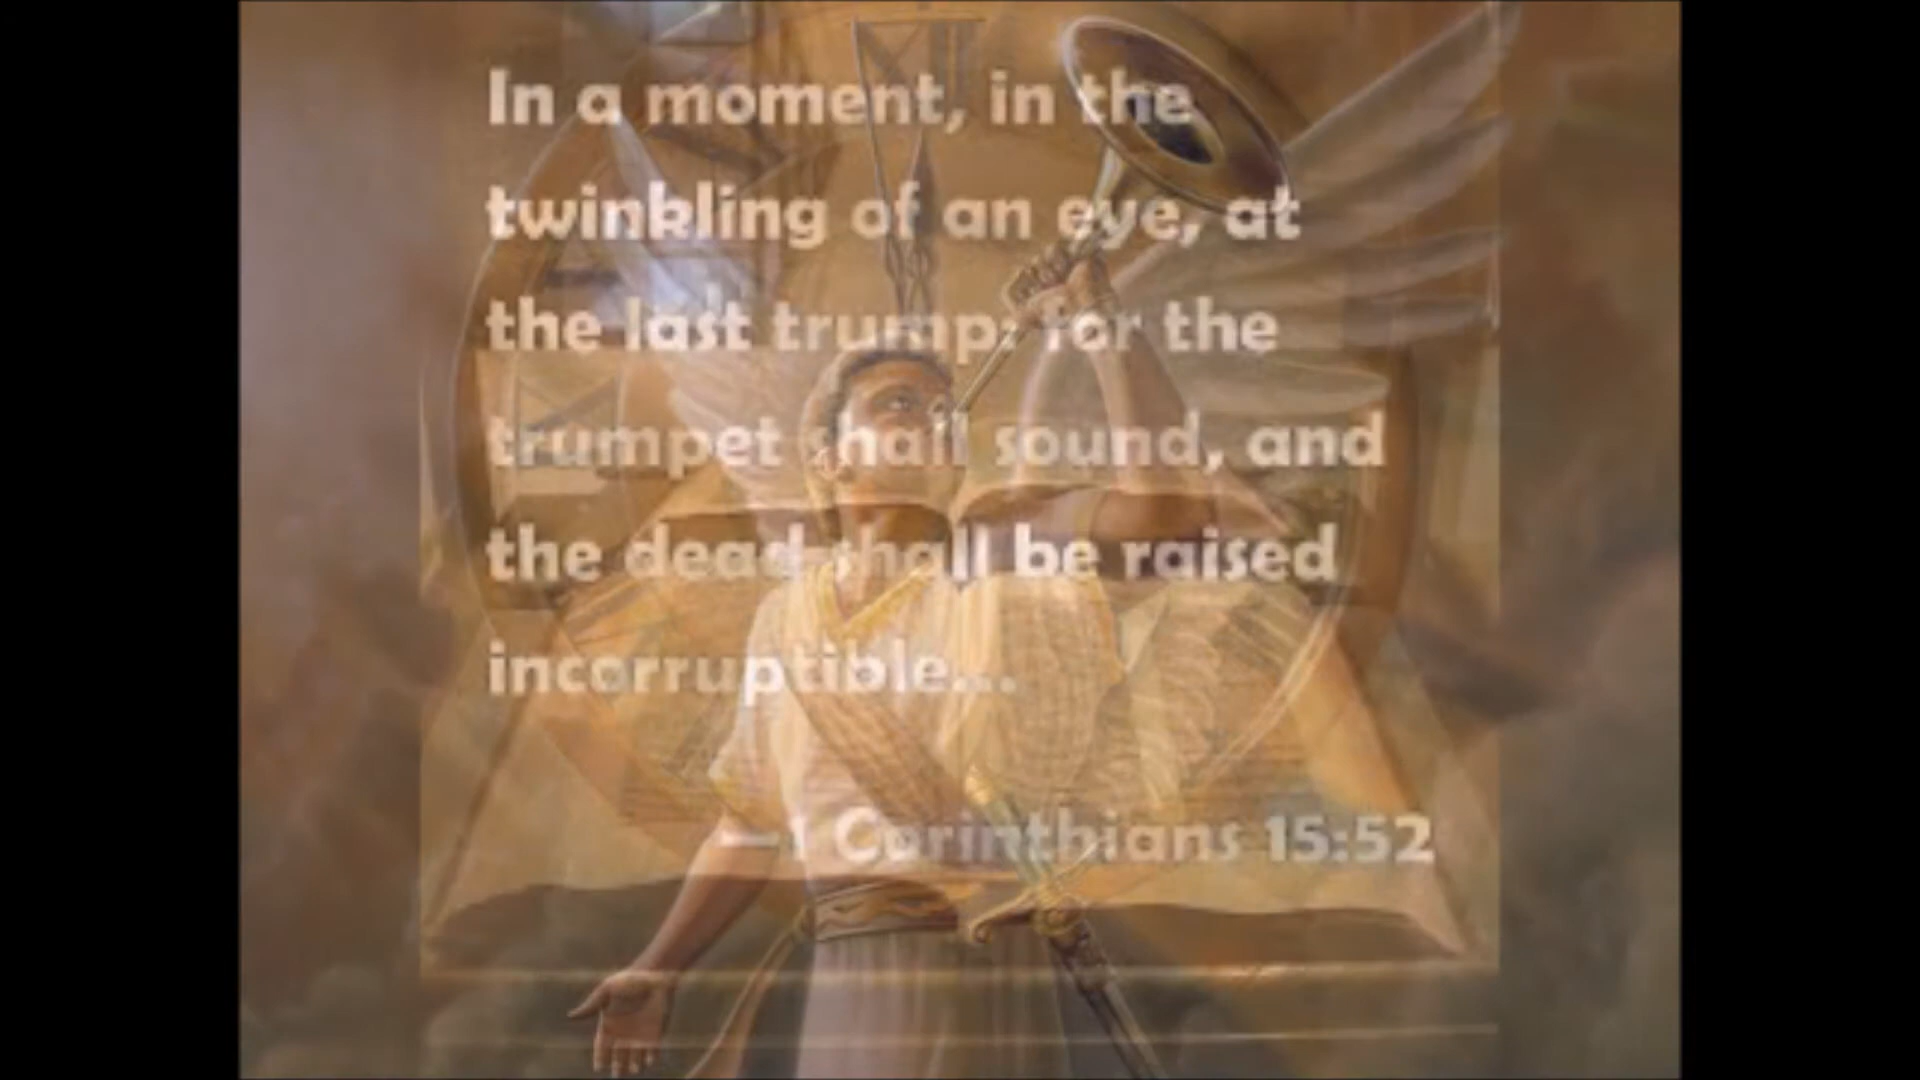 In a moment, in the
twinkling of an eye, at
the last trump: for the
trumpet shall sound, and
the dead shall be raised
incorruptible...
—1 Corinthians 15:52